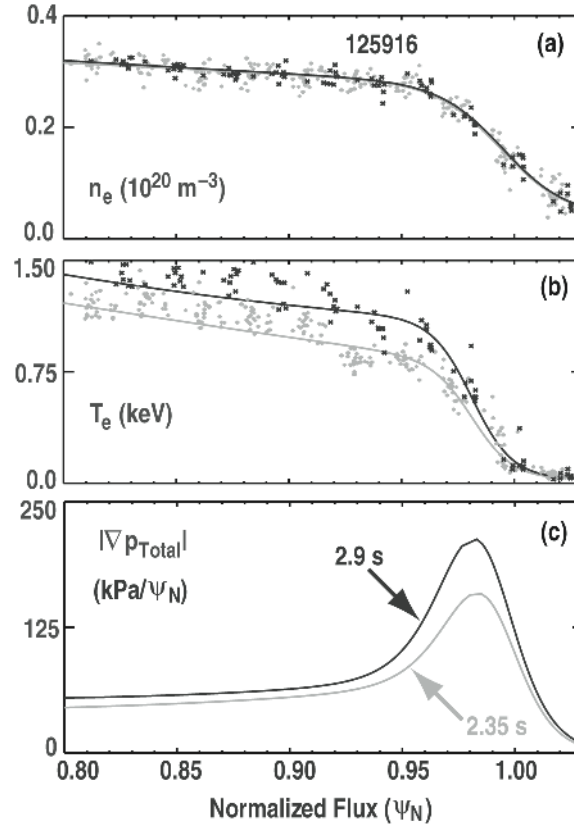 0.4
125916
(a)
0.2
n_e (10^20 m^−3)
0.0
1.50
(b)
0.75
T_e (keV)
0.0
250
(c)
|∇p_Total|
2.9 s
(kPa/ψ_N)
125
2.35 s
0
0.80 0.85 0.90 0.95 1.00
Normalized Flux (ψ_N)